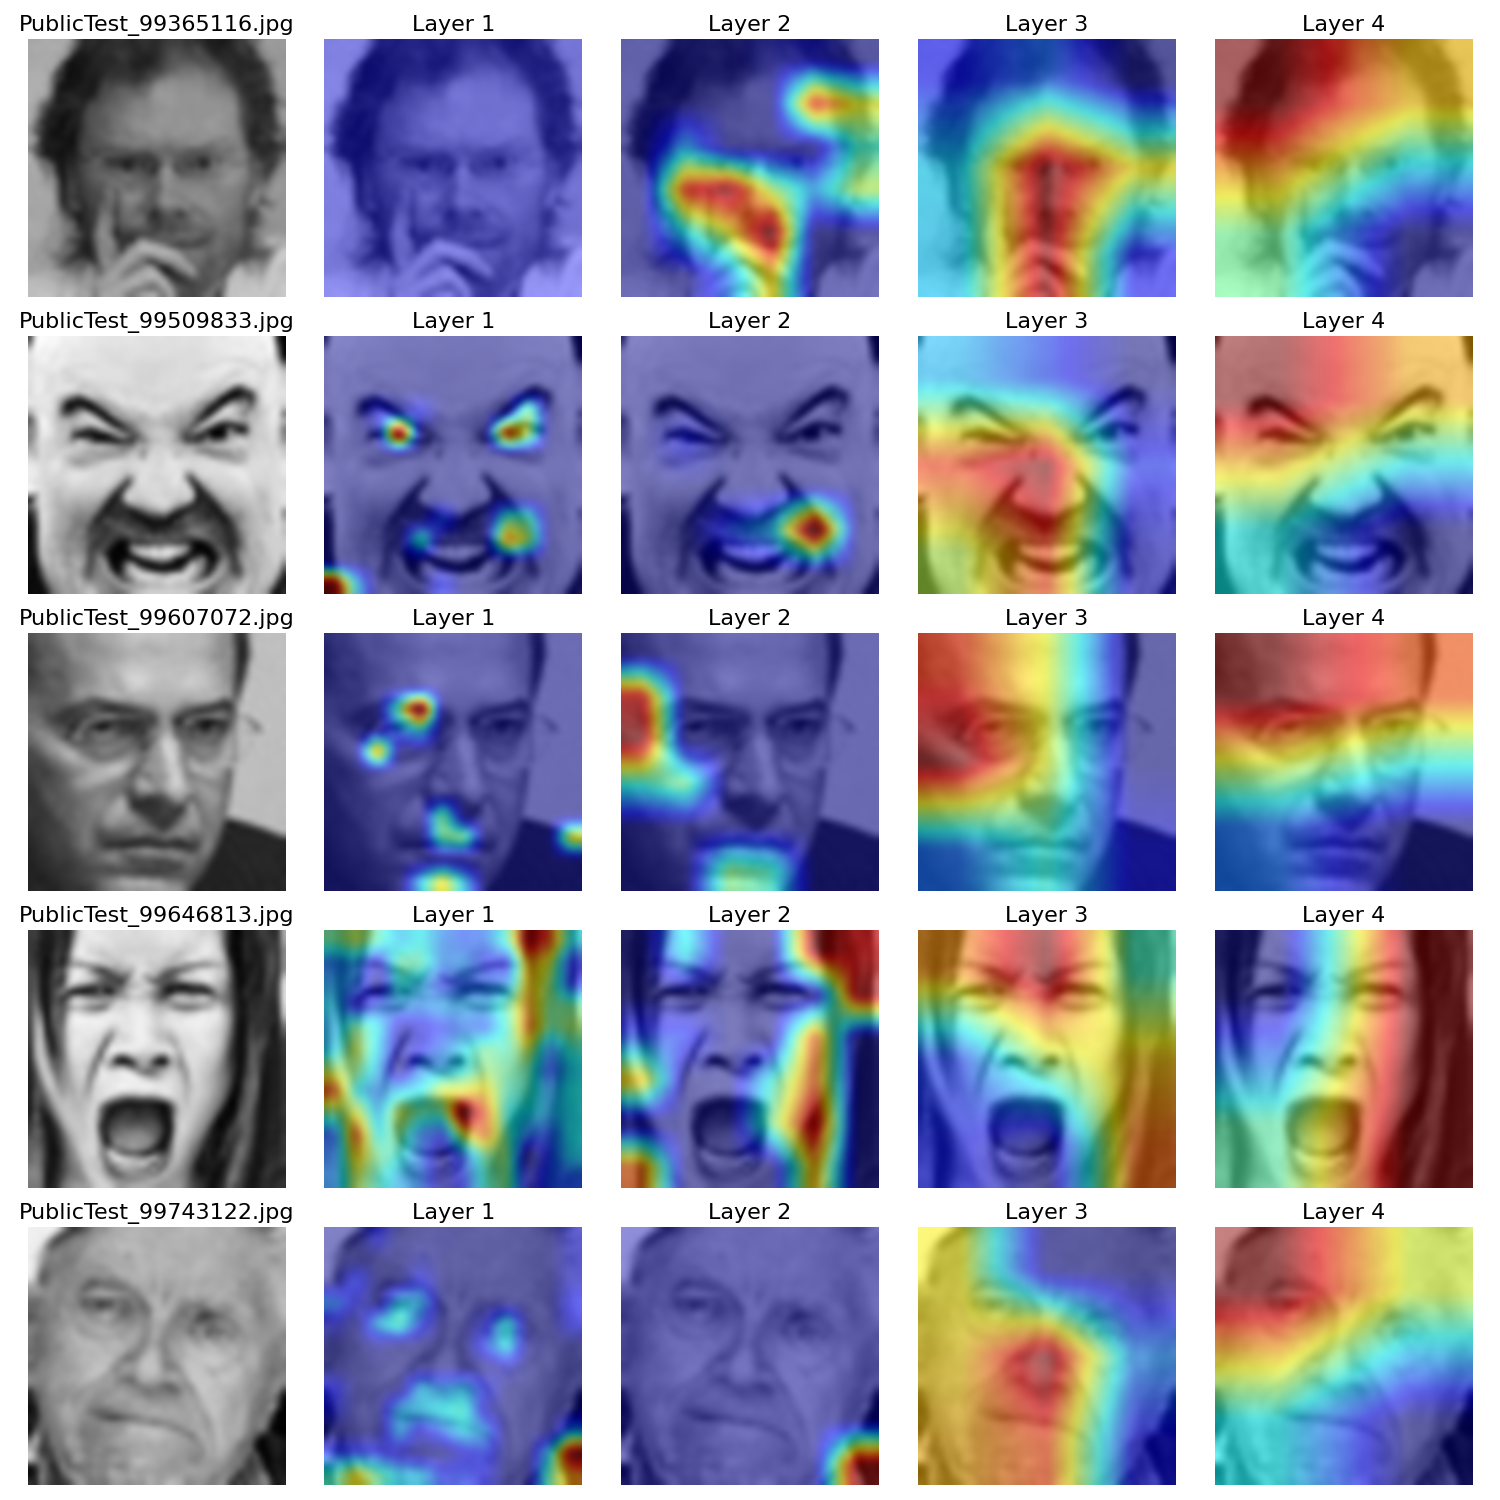 PublicTest_99365116.jpg Layer 1 Layer 2 Layer 3 Layer 4
PublicTest_99509833.jpg Layer 1 Layer 2 Layer 3 Layer 4
PublicTest_99607072.jpg Layer 1 Layer 2 Layer 3 Layer 4
PublicTest_99646813.jpg Layer 1 Layer 2 Layer 3 Layer 4
PublicTest_99743122.jpg Layer 1 Layer 2 Layer 3 Layer 4